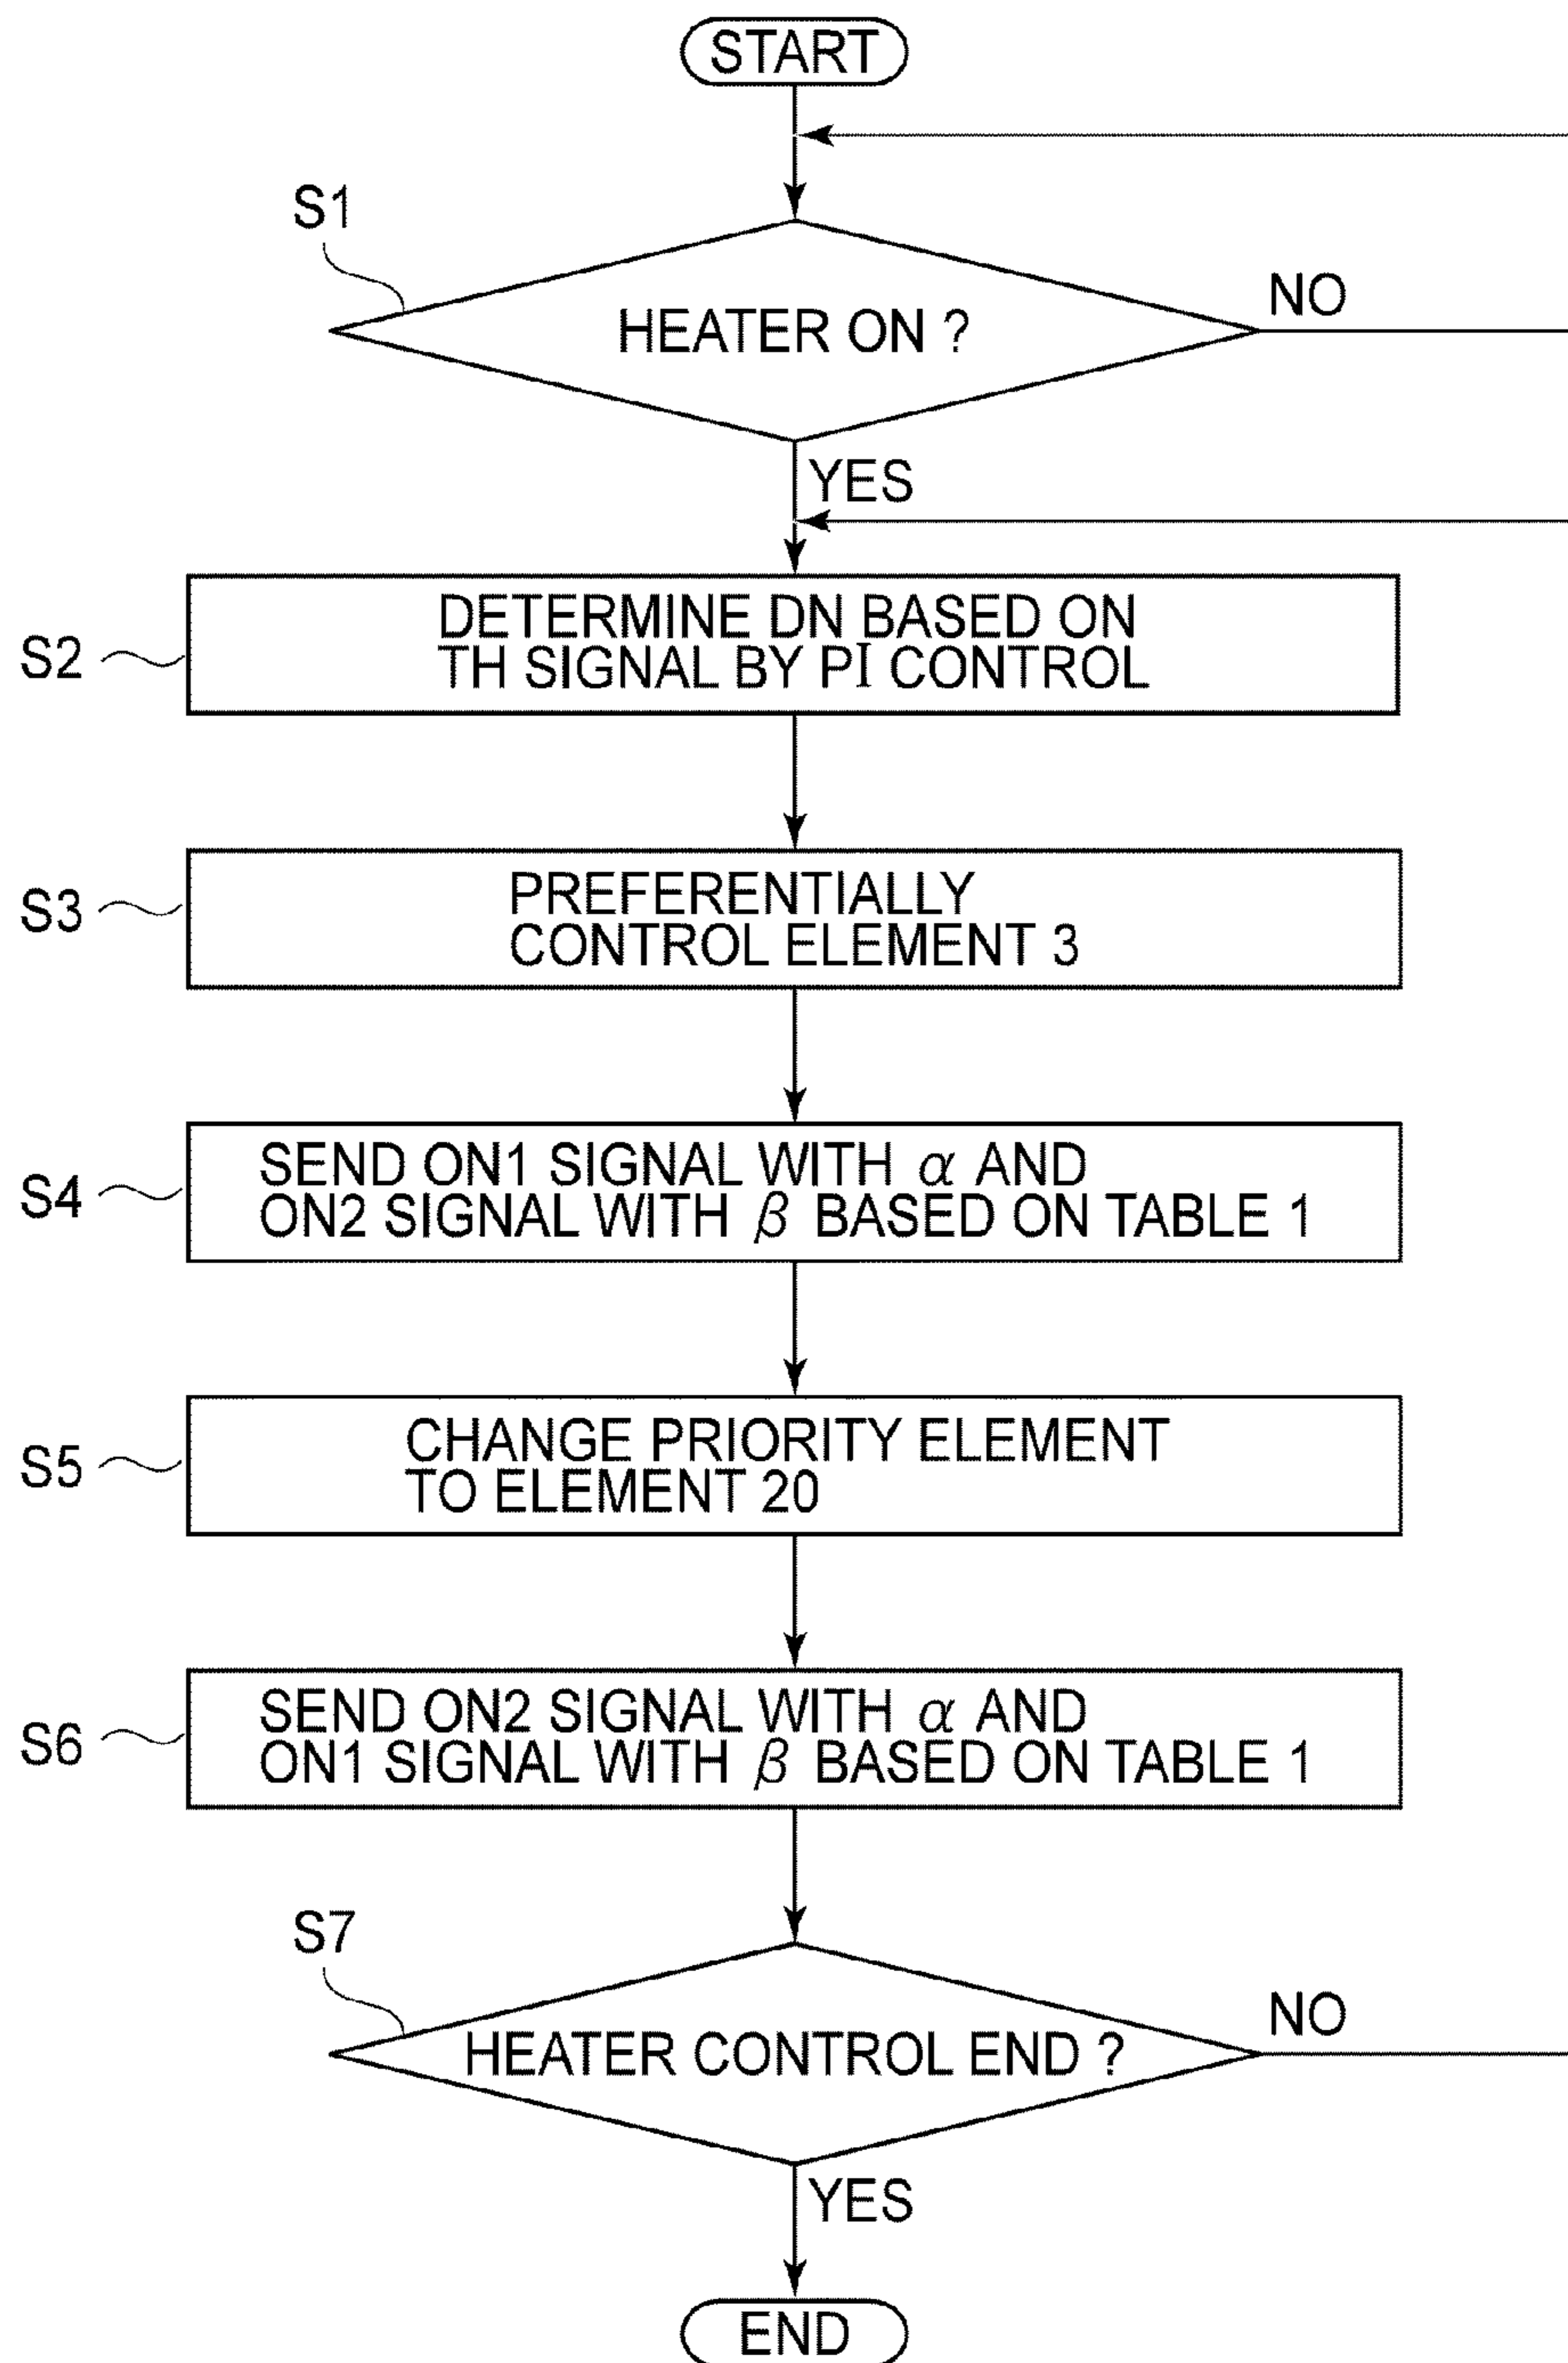 START
S1
HEATER ON ?
NO
YES
S2
DETERMINE DN BASED ON
TH SIGNAL BY PI CONTROL
S3
PREFERENTIALLY
CONTROL ELEMENT 3
S4
SEND ON1 SIGNAL WITH α AND
ON2 SIGNAL WITH β BASED ON TABLE 1
S5
CHANGE PRIORITY ELEMENT
TO ELEMENT 20
S6
SEND ON2 SIGNAL WITH α AND
ON1 SIGNAL WITH β BASED ON TABLE 1
S7
HEATER CONTROL END ?
NO
YES
END